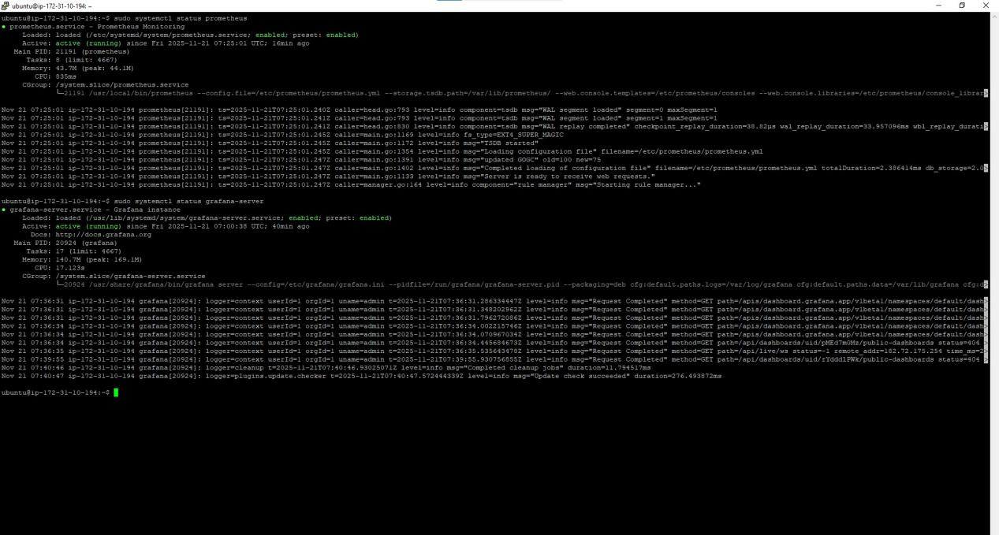 ubuntu@ip-172-31-10-194: ~
ubuntu@ip-172-31-10-194:~$ sudo systemctl status prometheus
● prometheus.service - Prometheus Monitoring
Loaded: loaded (/etc/systemd/system/prometheus.service; enabled; preset: enabled)
Active: active (running) since Fri 2025-11-21 07:25:01 UTC; 16min ago
Main PID: 21191 (prometheus)
Tasks: 8 (limit: 4667)
Memory: 43.7M (peak: 44.1M)
CPU: 835ms
CGroup: /system.slice/prometheus.service
└─21191 /usr/local/bin/prometheus --config.file=/etc/prometheus/prometheus.yml --storage.tsdb.path=/var/lib/prometheus/ --web.console.templates=/etc/prometheus/consoles --web.console.libraries=/etc/prometheus/console_librar>
Nov 21 07:25:01 ip-172-31-10-194 prometheus[21191]: ts=2025-11-21T07:25:01.240Z caller=head.go:793 level=info component=tsdb msg="WAL segment loaded" segment=0 maxSegment=1
Nov 21 07:25:01 ip-172-31-10-194 prometheus[21191]: ts=2025-11-21T07:25:01.241Z caller=head.go:793 level=info component=tsdb msg="WAL segment loaded" segment=1 maxSegment=1
Nov 21 07:25:01 ip-172-31-10-194 prometheus[21191]: ts=2025-11-21T07:25:01.241Z caller=head.go:830 level=info component=tsdb msg="WAL replay completed" checkpoint_replay_duration=38.82µs wal_replay_duration=33.957096ms wbl_replay_durati>
Nov 21 07:25:01 ip-172-31-10-194 prometheus[21191]: ts=2025-11-21T07:25:01.245Z caller=main.go:1169 level=info fs_type=EXT4_SUPER_MAGIC
Nov 21 07:25:01 ip-172-31-10-194 prometheus[21191]: ts=2025-11-21T07:25:01.245Z caller=main.go:1172 level=info msg="TSDB started"
Nov 21 07:25:01 ip-172-31-10-194 prometheus[21191]: ts=2025-11-21T07:25:01.245Z caller=main.go:1354 level=info msg="Loading configuration file" filename=/etc/prometheus/prometheus.yml
Nov 21 07:25:01 ip-172-31-10-194 prometheus[21191]: ts=2025-11-21T07:25:01.247Z caller=main.go:1391 level=info msg="updated GOGC" old=100 new=75
Nov 21 07:25:01 ip-172-31-10-194 prometheus[21191]: ts=2025-11-21T07:25:01.247Z caller=main.go:1402 level=info msg="Completed loading of configuration file" filename=/etc/prometheus/prometheus.yml totalDuration=2.386414ms db_storage=2.0>
Nov 21 07:25:01 ip-172-31-10-194 prometheus[21191]: ts=2025-11-21T07:25:01.247Z caller=main.go:1133 level=info msg="Server is ready to receive web requests."
Nov 21 07:25:01 ip-172-31-10-194 prometheus[21191]: ts=2025-11-21T07:25:01.247Z caller=manager.go:164 level=info component="rule manager" msg="Starting rule manager..."
ubuntu@ip-172-31-10-194:~$ sudo systemctl status grafana-server
● grafana-server.service - Grafana instance
Loaded: loaded (/usr/lib/systemd/system/grafana-server.service; enabled; preset: enabled)
Active: active (running) since Fri 2025-11-21 07:00:38 UTC; 40min ago
Docs: http://docs.grafana.org
Main PID: 20924 (grafana)
Tasks: 17 (limit: 4667)
Memory: 140.7M (peak: 169.1M)
CPU: 17.123s
CGroup: /system.slice/grafana-server.service
└─20924 /usr/share/grafana/bin/grafana server --config=/etc/grafana/grafana.ini --pidfile=/run/grafana/grafana-server.pid --packaging=deb cfg:default.paths.logs=/var/log/grafana cfg:default.paths.data=/var/lib/grafana cfg:d>
Nov 21 07:36:31 ip-172-31-10-194 grafana[20924]: logger=context userId=1 orgId=1 uname=admin t=2025-11-21T07:36:31.286334447Z level=info msg="Request Completed" method=GET path=/apis/dashboard.grafana.app/v1beta1/namespaces/default/dash>
Nov 21 07:36:31 ip-172-31-10-194 grafana[20924]: logger=context userId=1 orgId=1 uname=admin t=2025-11-21T07:36:31.348202962Z level=info msg="Request Completed" method=GET path=/apis/dashboard.grafana.app/v1beta1/namespaces/default/dash>
Nov 21 07:36:31 ip-172-31-10-194 grafana[20924]: logger=context userId=1 orgId=1 uname=admin t=2025-11-21T07:36:31.796272086Z level=info msg="Request Completed" method=GET path=/apis/dashboard.grafana.app/v1beta1/namespaces/default/dash>
Nov 21 07:36:34 ip-172-31-10-194 grafana[20924]: logger=context userId=1 orgId=1 uname=admin t=2025-11-21T07:36:34.002215746Z level=info msg="Request Completed" method=GET path=/apis/dashboard.grafana.app/v1beta1/namespaces/default/dash>
Nov 21 07:36:34 ip-172-31-10-194 grafana[20924]: logger=context userId=1 orgId=1 uname=admin t=2025-11-21T07:36:34.070967034Z level=info msg="Request Completed" method=GET path=/apis/dashboard.grafana.app/v1beta1/namespaces/default/dash>
Nov 21 07:36:34 ip-172-31-10-194 grafana[20924]: logger=context userId=1 orgId=1 uname=admin t=2025-11-21T07:36:34.445684673Z level=info msg="Request Completed" method=GET path=/api/dashboards/uid/pMEd7m0Mz/public-dashboards status=404 >
Nov 21 07:36:35 ip-172-31-10-194 grafana[20924]: logger=context userId=1 orgId=1 uname=admin t=2025-11-21T07:36:35.535643478Z level=info msg="Request Completed" method=GET path=/api/live/ws status=-1 remote_addr=182.72.175.254 time_ms=2>
Nov 21 07:39:55 ip-172-31-10-194 grafana[20924]: logger=context userId=1 orgId=1 uname=admin t=2025-11-21T07:39:55.930756855Z level=info msg="Request Completed" method=GET path=/api/dashboards/uid/rYdddlPWk/public-dashboards status=404 >
Nov 21 07:40:46 ip-172-31-10-194 grafana[20924]: logger=cleanup t=2025-11-21T07:40:46.93025071Z level=info msg="Completed cleanup jobs" duration=11.794517ms
Nov 21 07:40:47 ip-172-31-10-194 grafana[20924]: logger=plugins.update.checker t=2025-11-21T07:40:47.572444339Z level=info msg="Update check succeeded" duration=276.493872ms
ubuntu@ip-172-31-10-194:~$